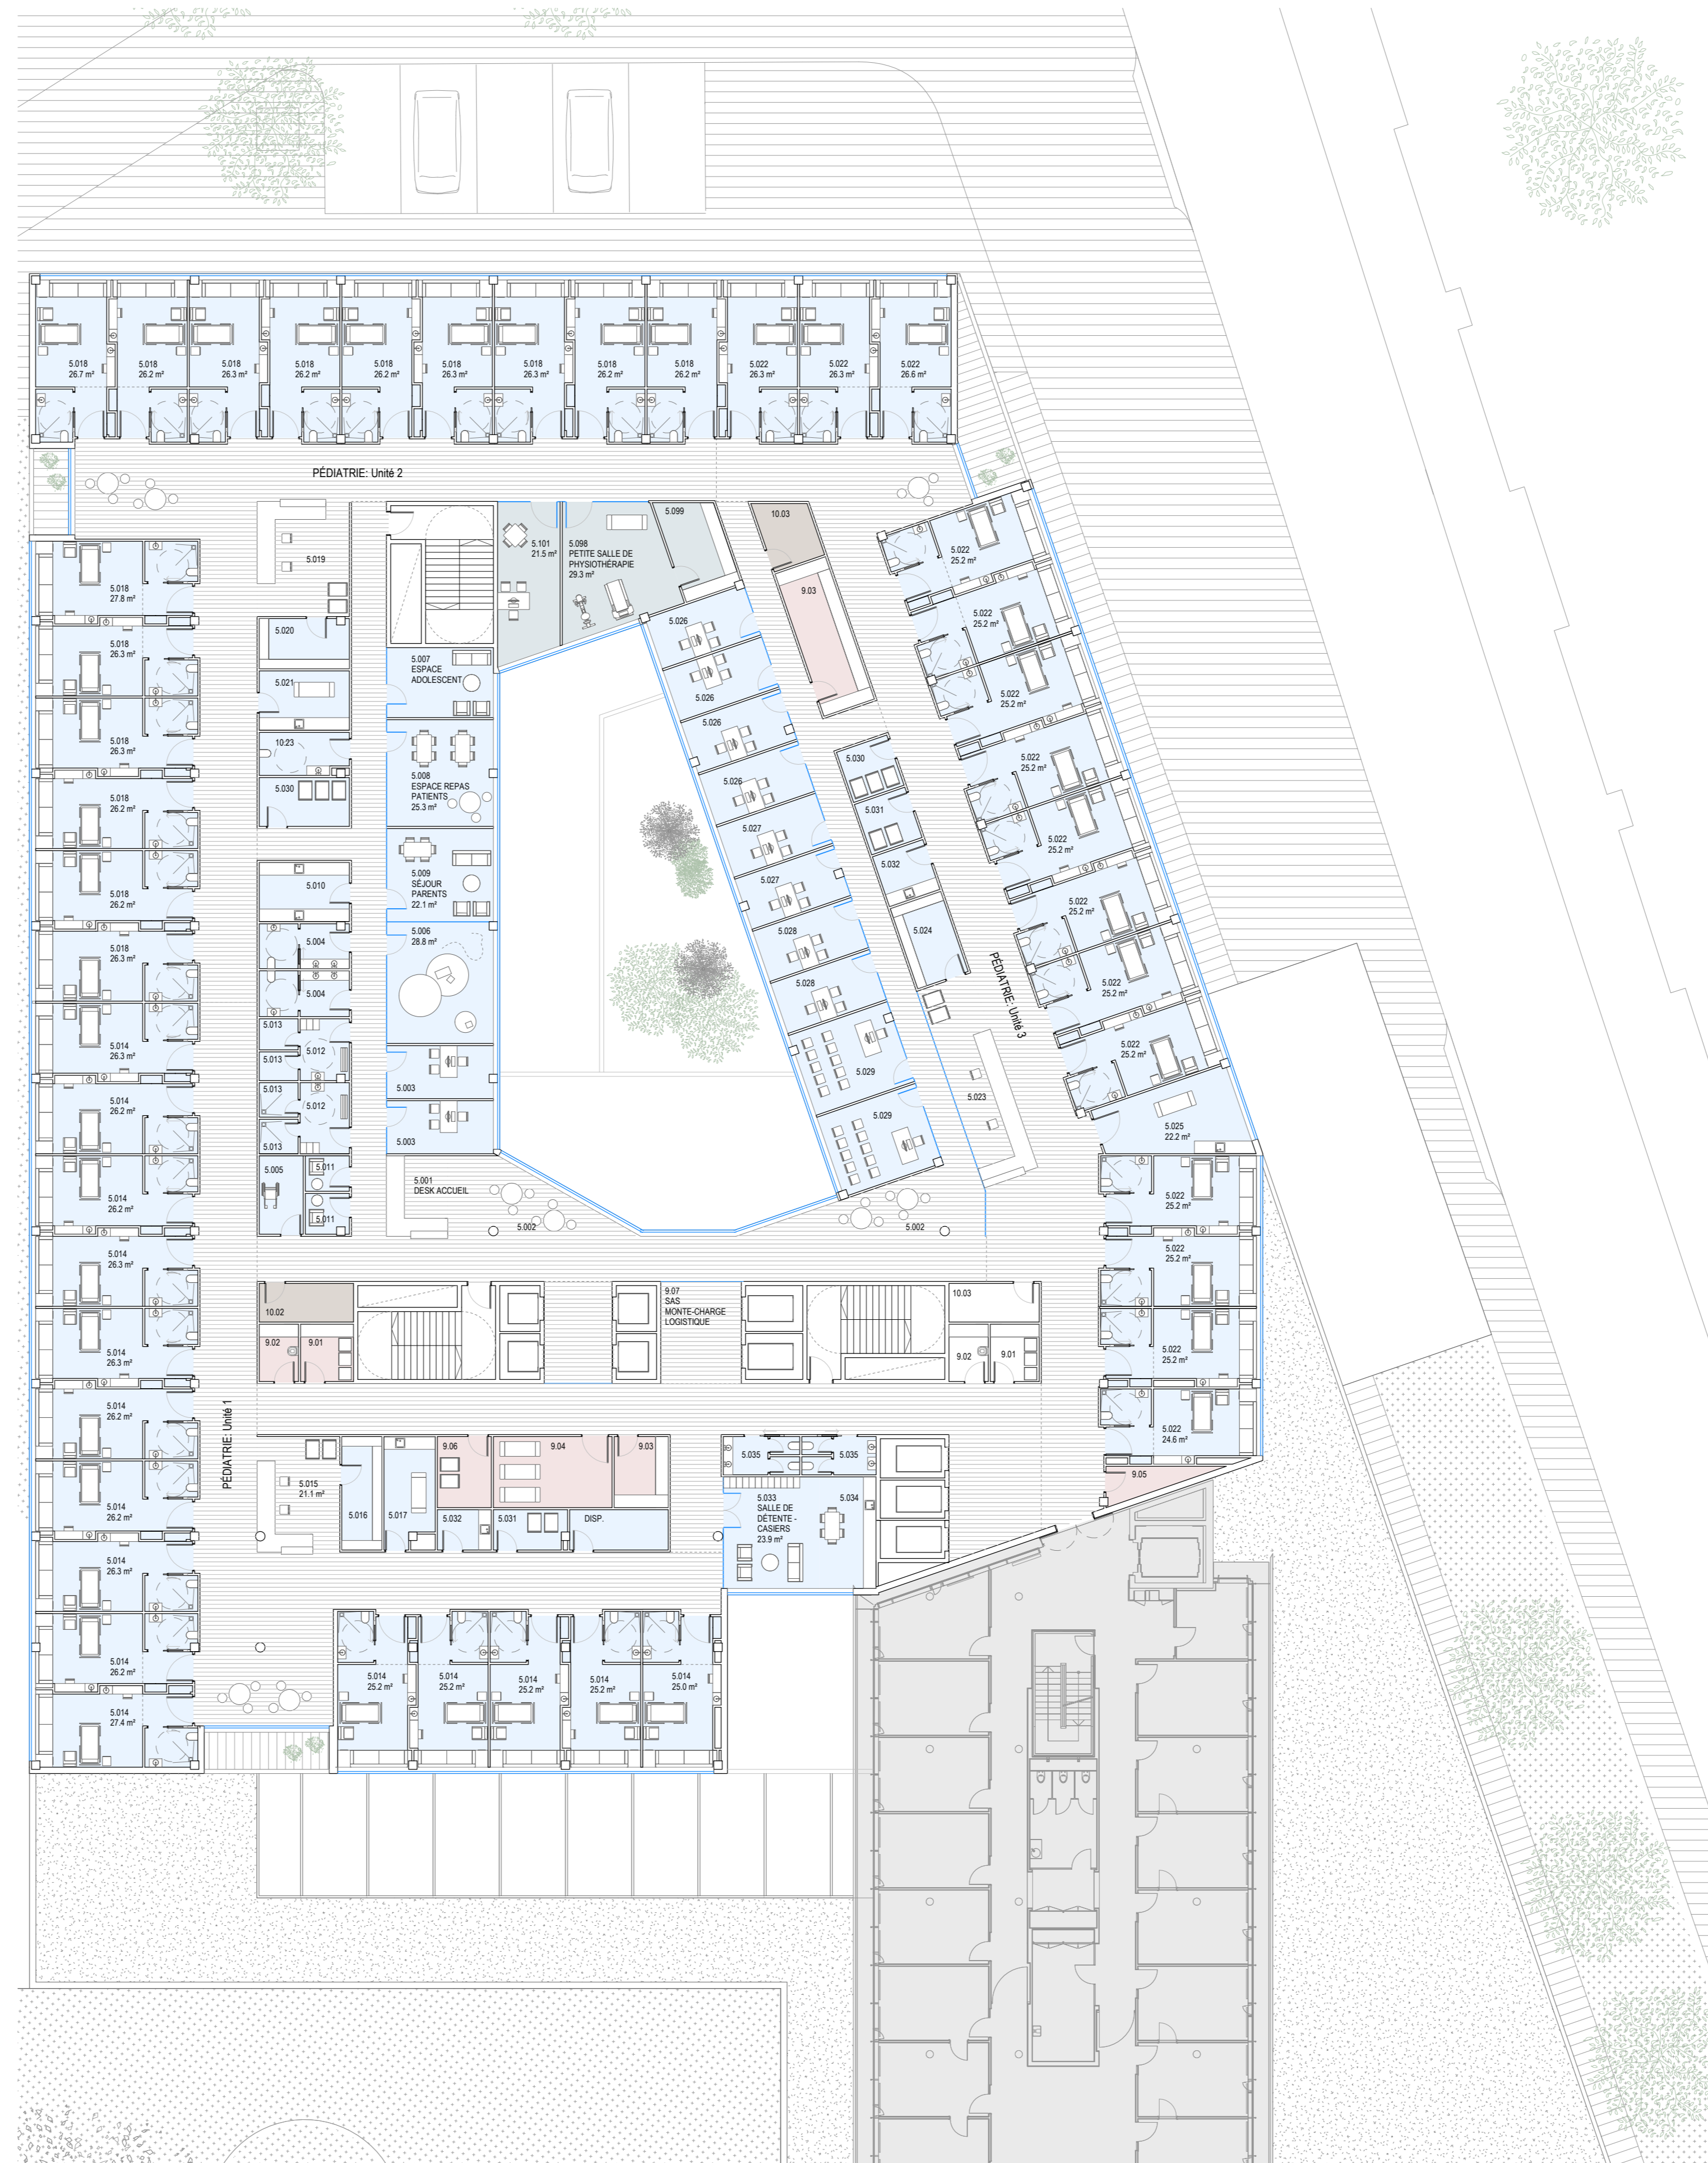 5.018
26.7 m²
5.018
26.2 m²
5.018
26.3 m²
5.018
26.2 m²
5.018
26.2 m²
5.018
26.3 m²
5.018
26.3 m²
5.018
26.2 m²
5.018
26.2 m²
5.022
26.3 m²
5.022
26.3 m²
5.022
26.6 m²
PÉDIATRIE: Unité 2
5.019
5.101
21.5 m²
5.098
PETITE SALLE DE
PHYSIOTHÉRAPIE
29.3 m²
5.099
10.03
9.03
5.022
25.2 m²
5.022
25.2 m²
5.022
25.2 m²
5.022
25.2 m²
5.022
25.2 m²
5.022
25.2 m²
5.022
25.2 m²
5.022
25.2 m²
5.025
22.2 m²
5.022
25.2 m²
5.022
25.2 m²
5.022
25.2 m²
5.022
24.6 m²
9.05
5.018
27.8 m²
5.018
26.3 m²
5.018
26.3 m²
5.018
26.2 m²
5.018
26.2 m²
5.018
26.3 m²
5.014
26.3 m²
5.014
26.2 m²
5.014
26.2 m²
5.014
26.3 m²
5.014
26.3 m²
5.014
26.2 m²
5.014
26.2 m²
5.014
26.3 m²
5.014
26.2 m²
5.014
27.4 m²
5.020
5.021
10.23
5.030
5.010
5.004
5.004
5.013
5.012
5.013
5.013
5.012
5.013
5.005
5.011
5.011
5.007
ESPACE
ADOLESCENT
5.008
ESPACE REPAS
PATIENTS
25.3 m²
5.009
SÉJOUR
PARENTS
22.1 m²
5.006
28.8 m²
5.003
5.003
5.001
DESK ACCUEIL
5.002
5.002
5.026
5.026
5.026
5.026
5.027
5.027
5.028
5.028
5.029
5.029
5.030
5.031
5.032
5.024
5.023
PÉDIATRIE: Unité 3
10.02
9.02
9.01
9.07
SAS
MONTE-CHARGE
LOGISTIQUE
10.03
9.02
9.01
PÉDIATRIE: Unité 1
5.015
21.1 m²
5.016
5.017
9.06
9.04
9.03
5.032
5.031
DISP.
5.035
5.035
5.033
SALLE DE
DÉTENTE -
CASIERS
23.9 m²
5.034
5.014
25.2 m²
5.014
25.2 m²
5.014
25.2 m²
5.014
25.2 m²
5.014
25.0 m²